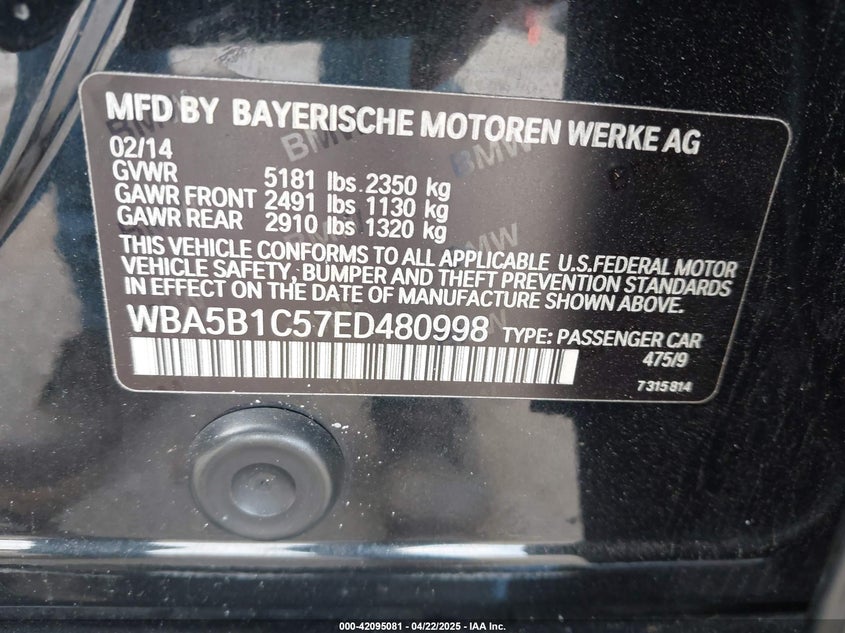 MFD BY BAYERISCHE MOTOREN WERKE AG
02/14
GVWR 5181 lbs 2350 kg
GAWR FRONT 2491 lbs 1130 kg
GAWR REAR 2910 lbs 1320 kg
THIS VEHICLE CONFORMS TO ALL APPLICABLE U.S.FEDERAL MOTOR
VEHICLE SAFETY, BUMPER AND THEFT PREVENTION STANDARDS
IN EFFECT ON THE DATE OF MANUFACTURE SHOWN ABOVE.
WBA5B1C57ED480998 TYPE: PASSENGER CAR
475/9
7315814
BMW
BMW
BMW
000-42095081 - 04/22/2025 - IAA Inc.